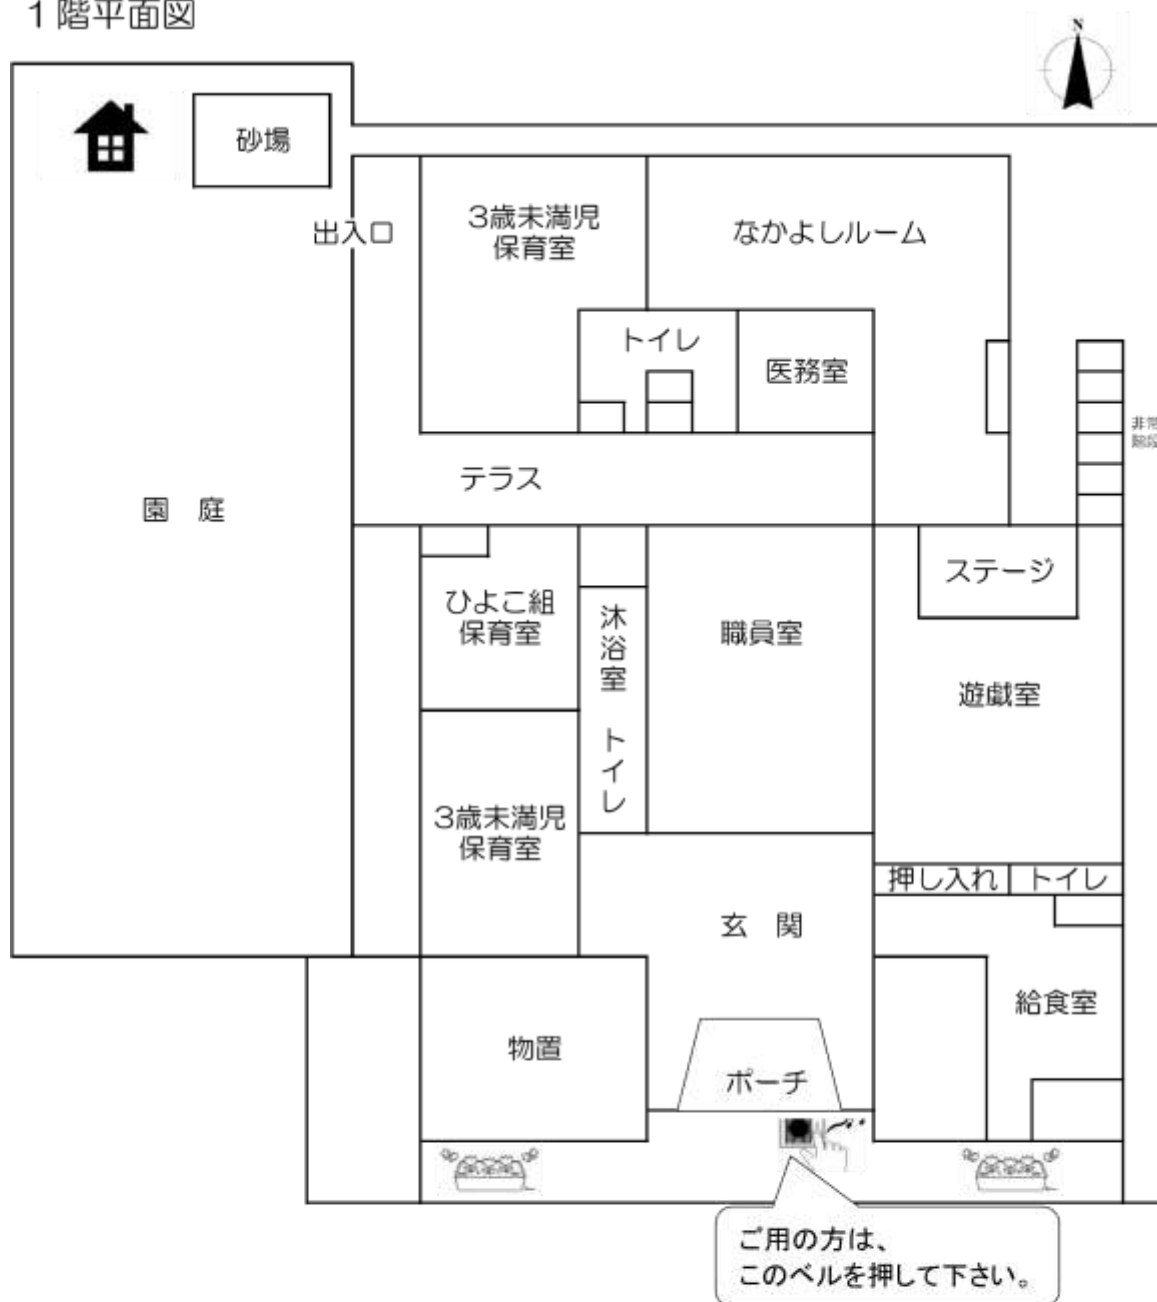 1階平面図
N
砂場
出入口
3歳未満児
保育室
なかよしルーム
トイレ
医務室
非常
階段
テラス
園 庭
ステージ
ひよこ組
保育室
沐浴室 トイレ
職員室
遊戯室
3歳未満児
保育室
押し入れ
トイレ
玄 関
給食室
物置
ポーチ
ご用の方は、
このベルを押して下さい。